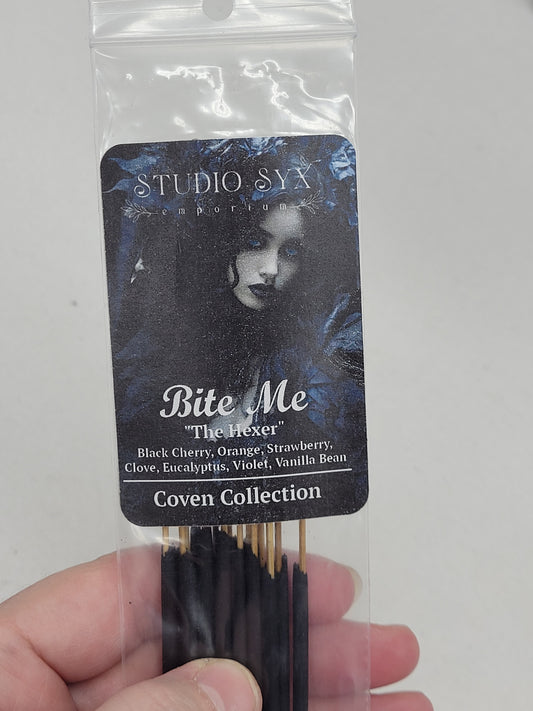 STUDIO SYX
emporium
Bite Me
"The Hexer"
Black Cherry, Orange, Strawberry,
Clove, Eucalyptus, Violet, Vanilla Bean
Coven Collection